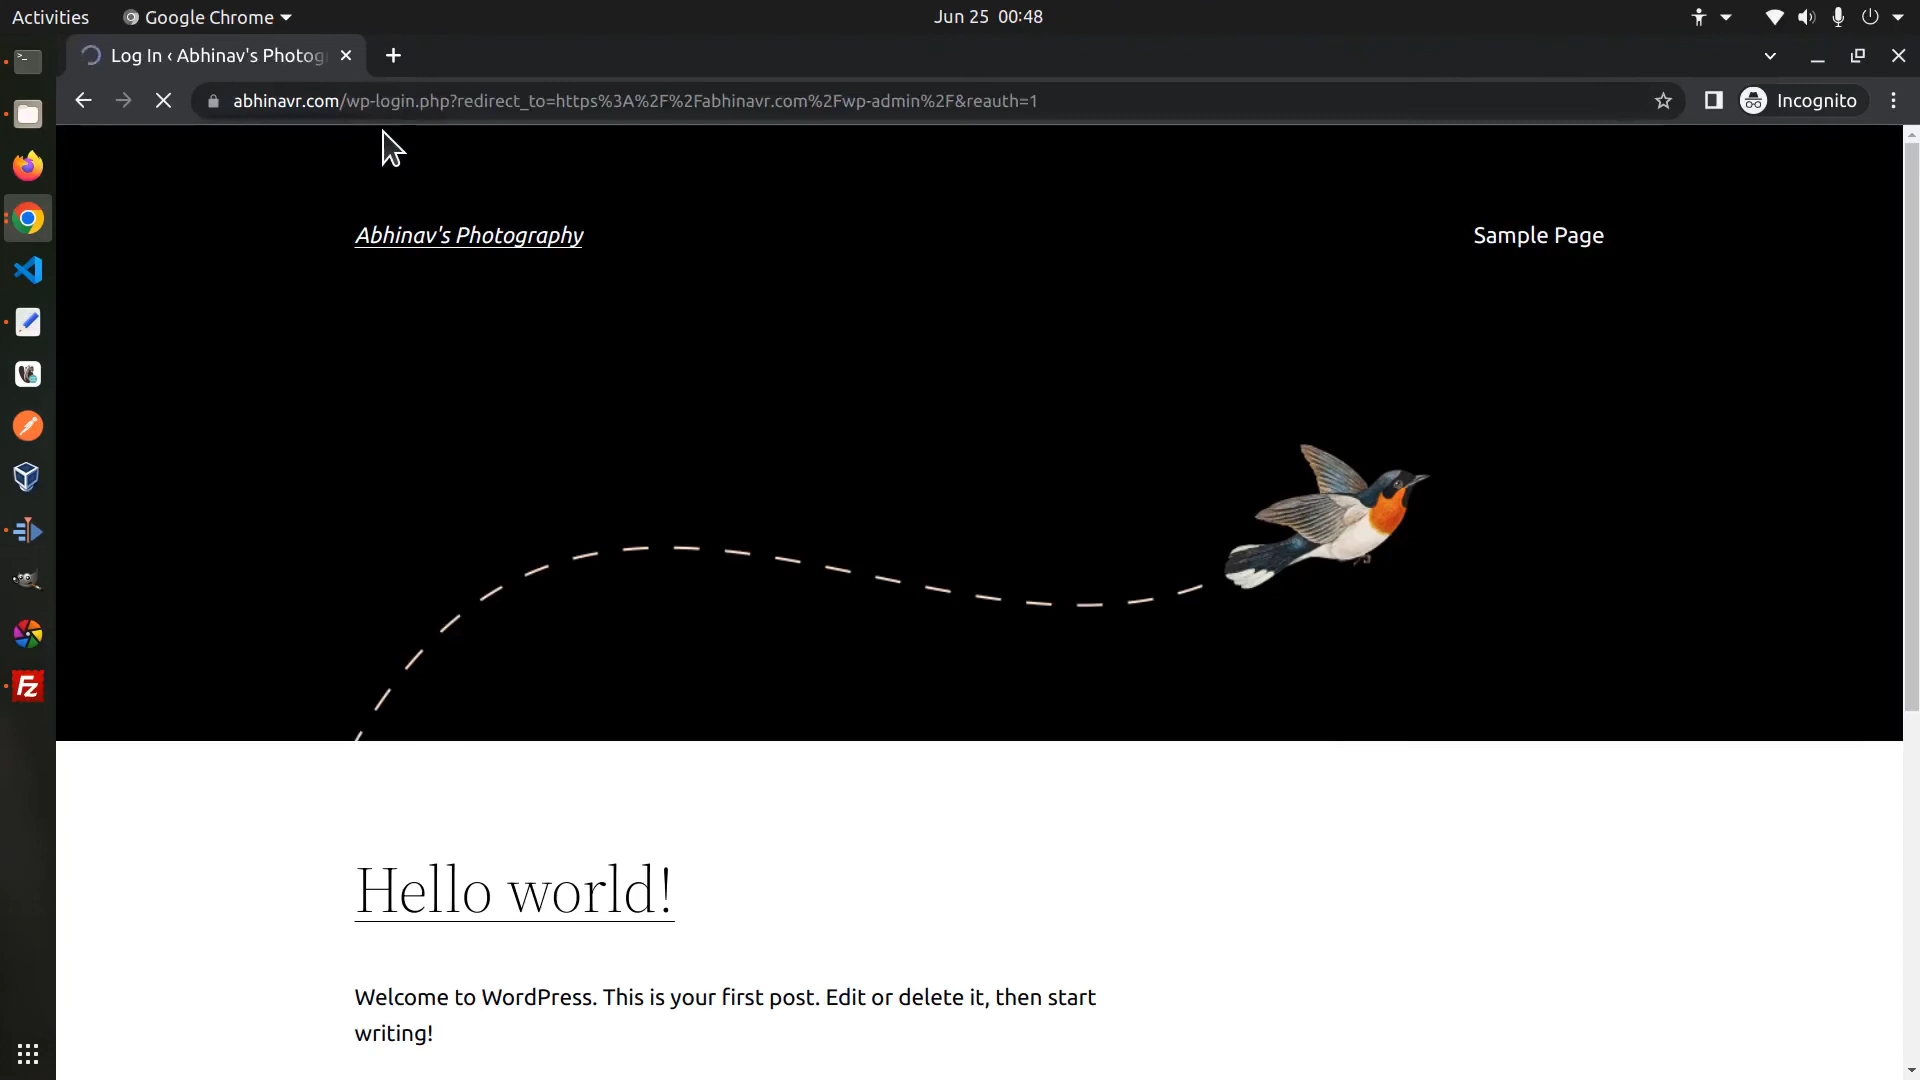 Activities
Google Chrome
Jun 25 00:48
Log In ‹ Abhinav's Photog
abhinavr.com/wp-login.php?redirect_to=https%3A%2F%2Fabhinavr.com%2Fwp-admin%2F&reauth=1
Incognito
Abhinav's Photography
Sample Page
Fz
Hello world!
Welcome to WordPress. This is your first post. Edit or delete it, then start
writing!